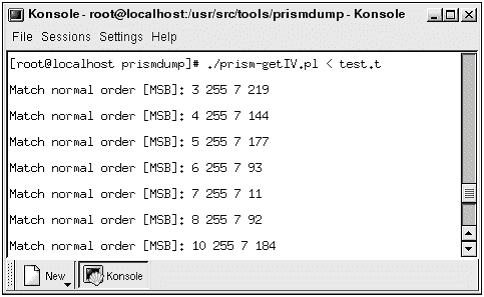 Konsole - root@localhost:/usr/src/tools/prismdump - Konsole
File Sessions Settings Help
[root@localhost prismdump]# ./prism-getIV.pl < test.t
Match normal order [MSB]: 3 255 7 219
Match normal order [MSB]: 4 255 7 144
Match normal order [MSB]: 5 255 7 177
Match normal order [MSB]: 6 255 7 93
Match normal order [MSB]: 7 255 7 11
Match normal order [MSB]: 8 255 7 92
Match normal order [MSB]: 10 255 7 184
New Konsole